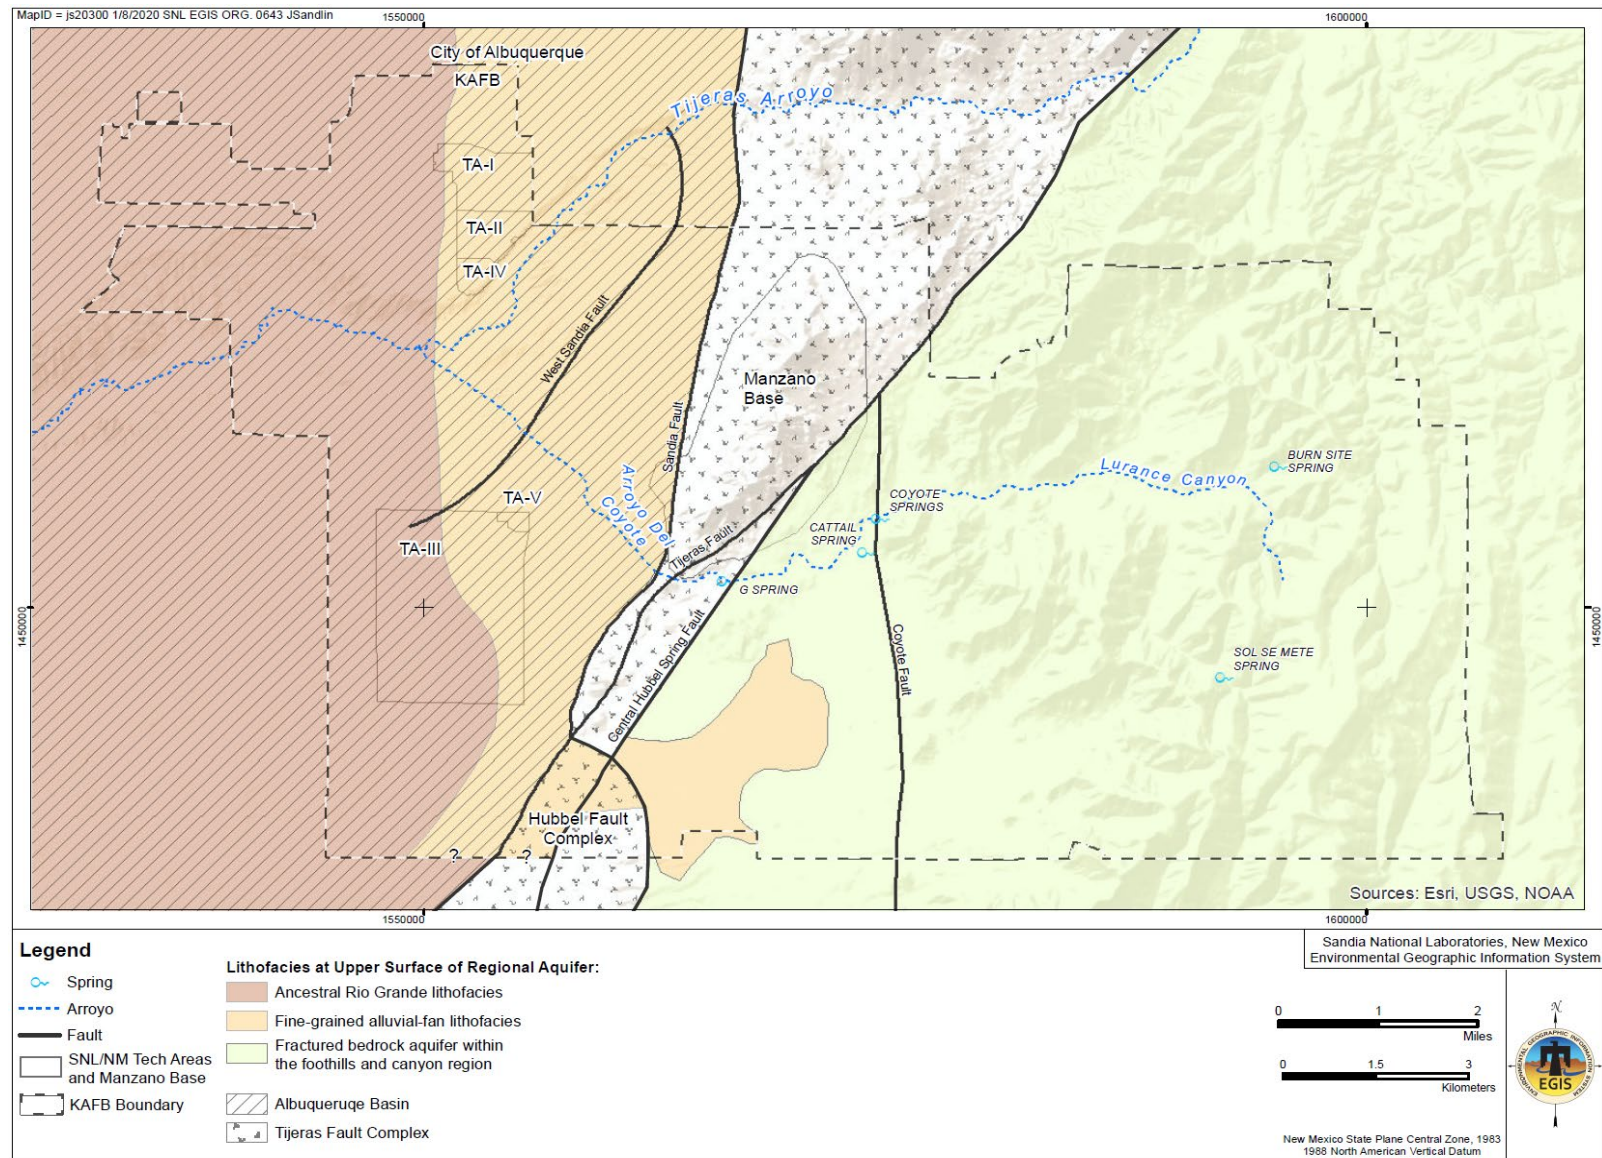 MapID = js20300 1/8/2020 SNL EGIS ORG. 0643 JSandlin
1550000
1600000
City of Albuquerque
KAFB
Tijeras Arroyo
TA-I
TA-II
TA-IV
West Sandia Fault
Manzano
Base
Sandia Fault
BURN SITE
SPRING
Lurance Canyon
TA-V
Arroyo Del
Coyote
COYOTE
SPRINGS
CATTAIL
SPRING
TA-III
Tijeras Fault
G SPRING
1450000
1450000
Central Hubbel Spring Fault
Coyote Fault
SOL SE METE
SPRING
Hubbel Fault
Complex
?
?
Sources: Esri, USGS, NOAA
1550000
1600000
Legend
Spring
Arroyo
Fault
SNL/NM Tech Areas
and Manzano Base
KAFB Boundary
Lithofacies at Upper Surface of Regional Aquifer:
Ancestral Rio Grande lithofacies
Fine-grained alluvial-fan lithofacies
Fractured bedrock aquifer within
the foothills and canyon region
Albuqueruqe Basin
Tijeras Fault Complex
Sandia National Laboratories, New Mexico
Environmental Geographic Information System
0 1 2
Miles
0 1.5 3
Kilometers
N
ENVIRONMENTAL GEOGRAPHIC INFORMATION SYSTEM
EGIS
New Mexico State Plane Central Zone, 1983
1988 North American Vertical Datum